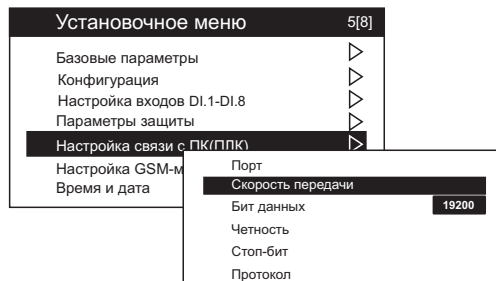 Установочное меню 5[8]
Базовые параметры
Конфигурация
Настройка входов DI.1-DI.8
Параметры защиты
Настройка связи с ПК(ПЛК)
Настройка GSM-м
Время и дата
Порт
Скорость передачи
Бит данных 19200
Четность
Стоп-бит
Протокол